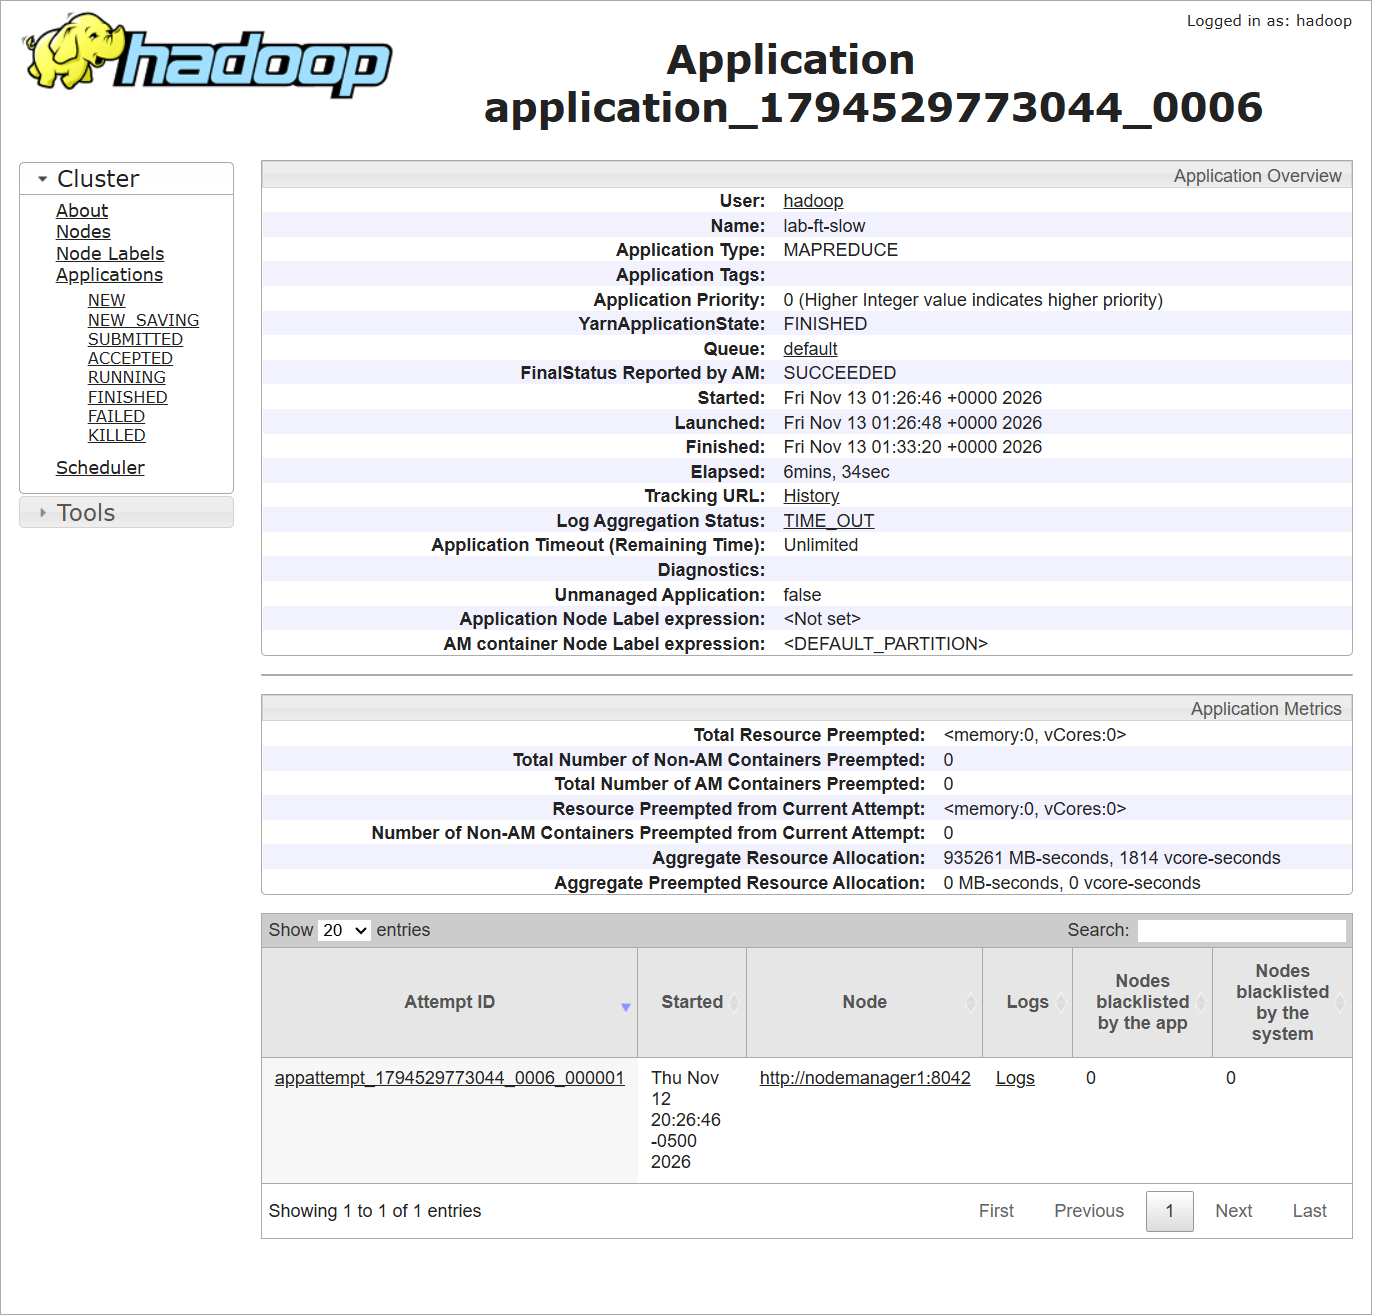 Logged in as: hadoop
hadoop
Application
application_1794529773044_0006
Cluster
About
Nodes
Node Labels
Applications
NEW
NEW_SAVING
SUBMITTED
ACCEPTED
RUNNING
FINISHED
FAILED
KILLED
Scheduler
Tools
Application Overview
User: hadoop
Name: lab-ft-slow
Application Type: MAPREDUCE
Application Tags:
Application Priority: 0 (Higher Integer value indicates higher priority)
YarnApplicationState: FINISHED
Queue: default
FinalStatus Reported by AM: SUCCEEDED
Started: Fri Nov 13 01:26:46 +0000 2026
Launched: Fri Nov 13 01:26:48 +0000 2026
Finished: Fri Nov 13 01:33:20 +0000 2026
Elapsed: 6mins, 34sec
Tracking URL: History
Log Aggregation Status: TIME_OUT
Application Timeout (Remaining Time): Unlimited
Diagnostics:
Unmanaged Application: false
Application Node Label expression: <Not set>
AM container Node Label expression: <DEFAULT_PARTITION>
Application Metrics
Total Resource Preempted: <memory:0, vCores:0>
Total Number of Non-AM Containers Preempted: 0
Total Number of AM Containers Preempted: 0
Resource Preempted from Current Attempt: <memory:0, vCores:0>
Number of Non-AM Containers Preempted from Current Attempt: 0
Aggregate Resource Allocation: 935261 MB-seconds, 1814 vcore-seconds
Aggregate Preempted Resource Allocation: 0 MB-seconds, 0 vcore-seconds
Show 20 entries Search:
Attempt ID Started Node Logs Nodes blacklisted by the app Nodes blacklisted by the system
appattempt_1794529773044_0006_000001 Thu Nov 12 20:26:46 -0500 2026 http://nodemanager1:8042 Logs 0 0
Showing 1 to 1 of 1 entries First Previous 1 Next Last